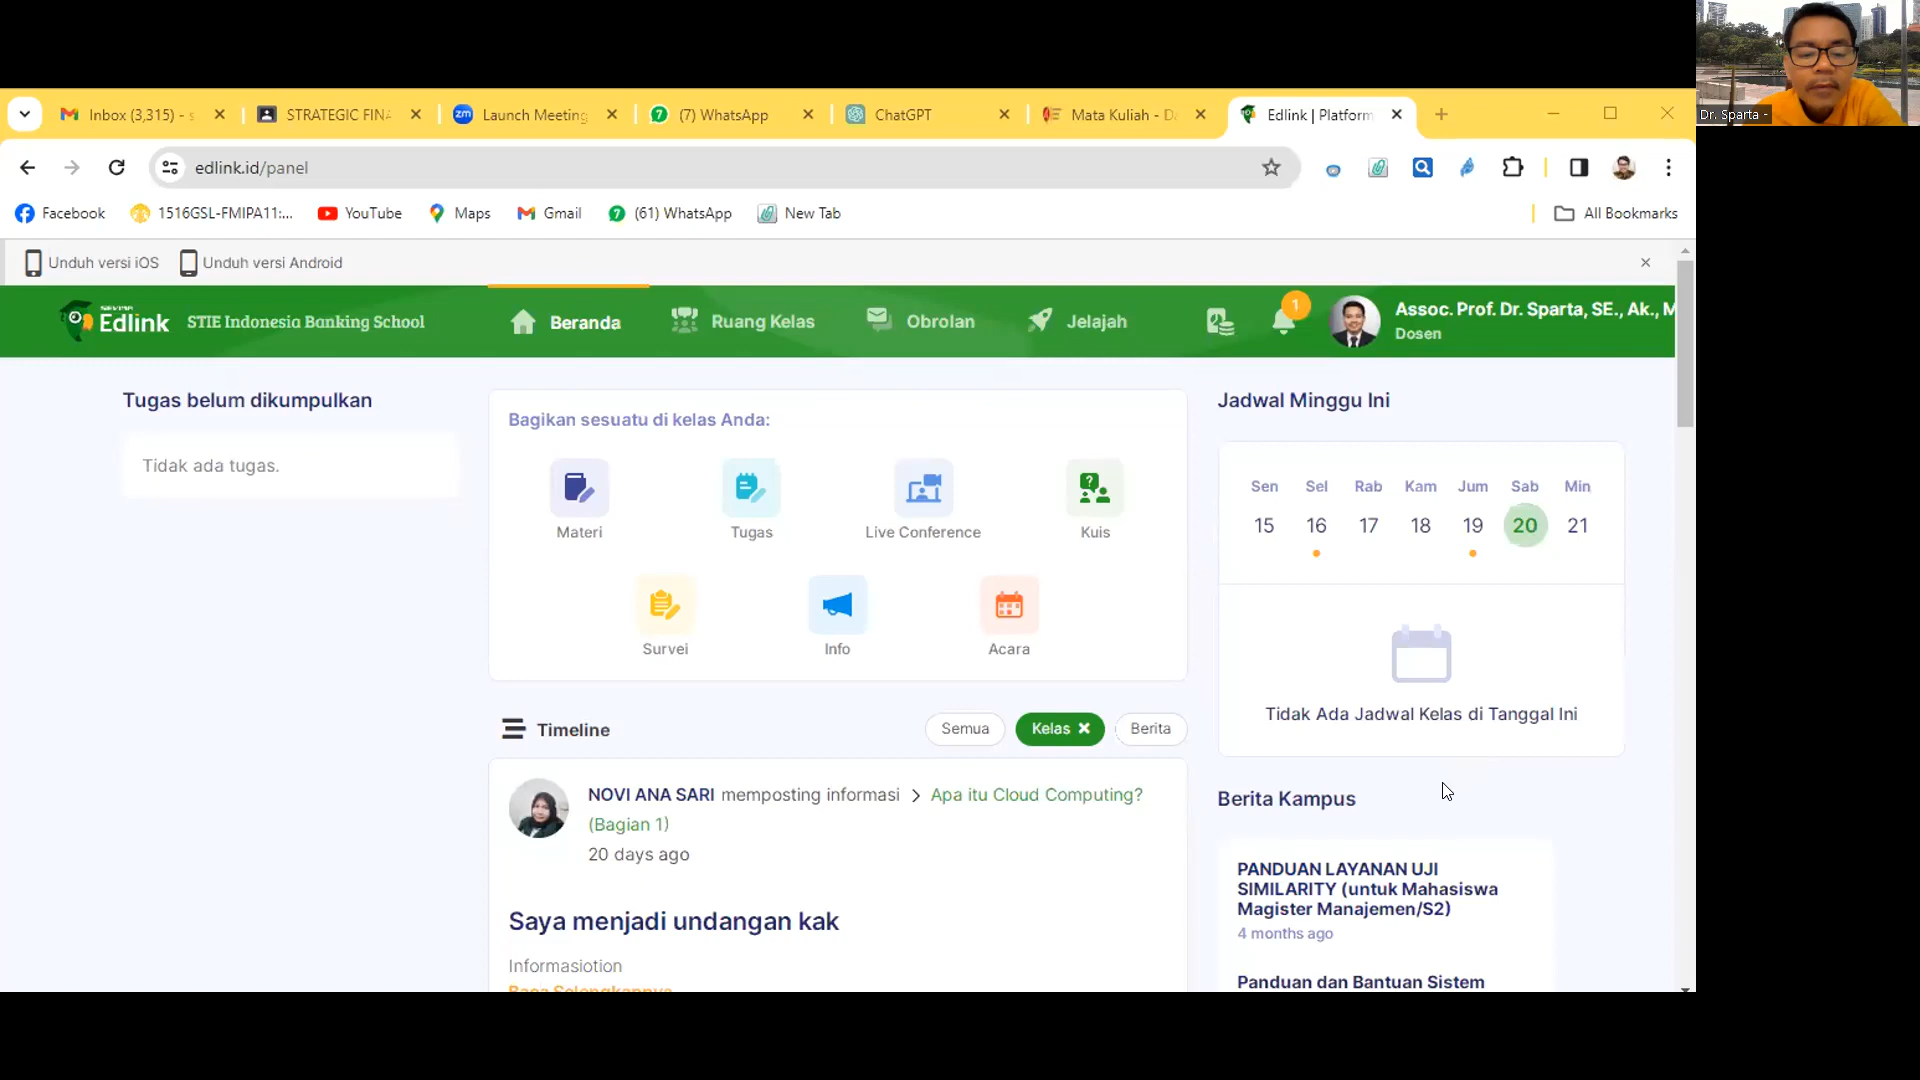 Inbox (3,315) - s
STRATEGIC FINA
Launch Meeting
(7) WhatsApp
ChatGPT
Mata Kuliah - Da
Edlink | Platform
Dr. Sparta -
edlink.id/panel
Facebook
1516GSL-FMIPA11:...
YouTube
Maps
Gmail
(61) WhatsApp
New Tab
All Bookmarks
Unduh versi iOS
Unduh versi Android
Edlink
STIE Indonesia Banking School
Beranda
Ruang Kelas
Obrolan
Jelajah
1
Assoc. Prof. Dr. Sparta, SE., Ak., M
Dosen
Tugas belum dikumpulkan
Tidak ada tugas.
Bagikan sesuatu di kelas Anda:
Materi
Tugas
Live Conference
Kuis
Survei
Info
Acara
Timeline
Semua
Kelas
Berita
NOVI ANA SARI memposting informasi > Apa itu Cloud Computing?
(Bagian 1)
20 days ago
Saya menjadi undangan kak
Informasiotion
Baca Selengkapnya
Jadwal Minggu Ini
Sen Sel Rab Kam Jum Sab Min
15 16 17 18 19 20 21
Tidak Ada Jadwal Kelas di Tanggal Ini
Berita Kampus
PANDUAN LAYANAN UJI
SIMILARITY (untuk Mahasiswa
Magister Manajemen/S2)
4 months ago
Panduan dan Bantuan Sistem